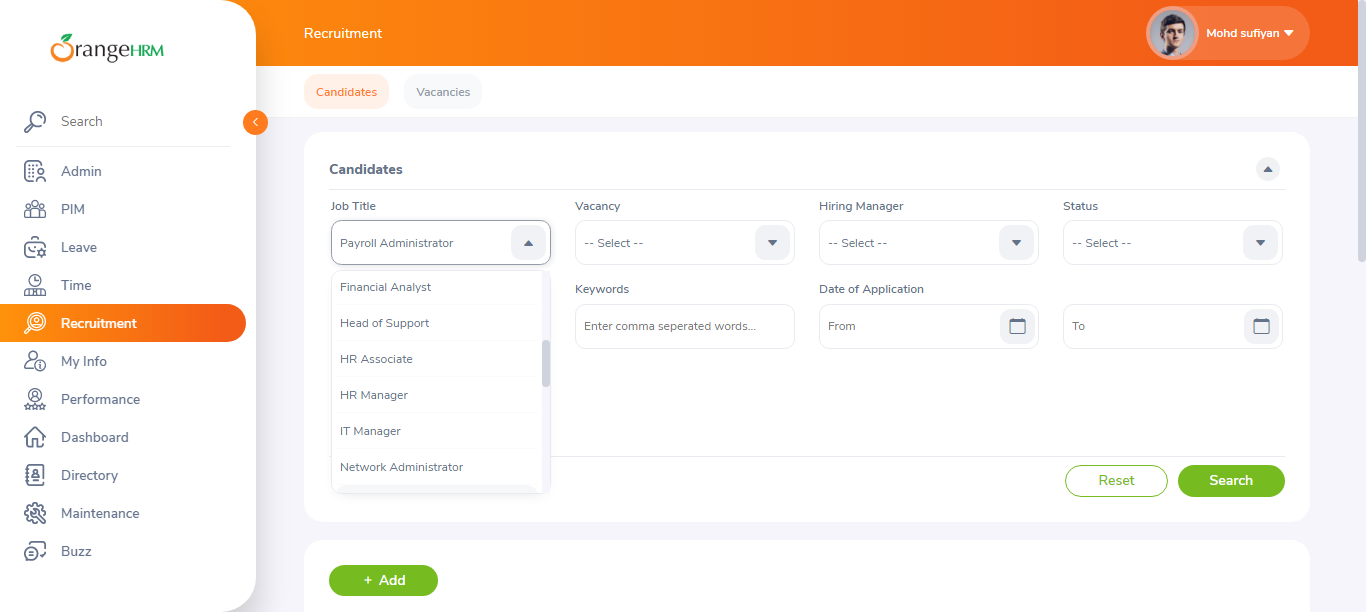 OrangeHRM
Search
Admin
PIM
Leave
Time
Recruitment
My Info
Performance
Dashboard
Directory
Maintenance
Buzz
Recruitment
Mohd sufiyan
Candidates
Vacancies
Candidates
Job Title
Vacancy
Hiring Manager
Status
Payroll Administrator
-- Select --
-- Select --
-- Select --
Financial Analyst
Head of Support
HR Associate
HR Manager
IT Manager
Network Administrator
Keywords
Date of Application
Enter comma seperated words...
From
To
Reset
Search
+ Add